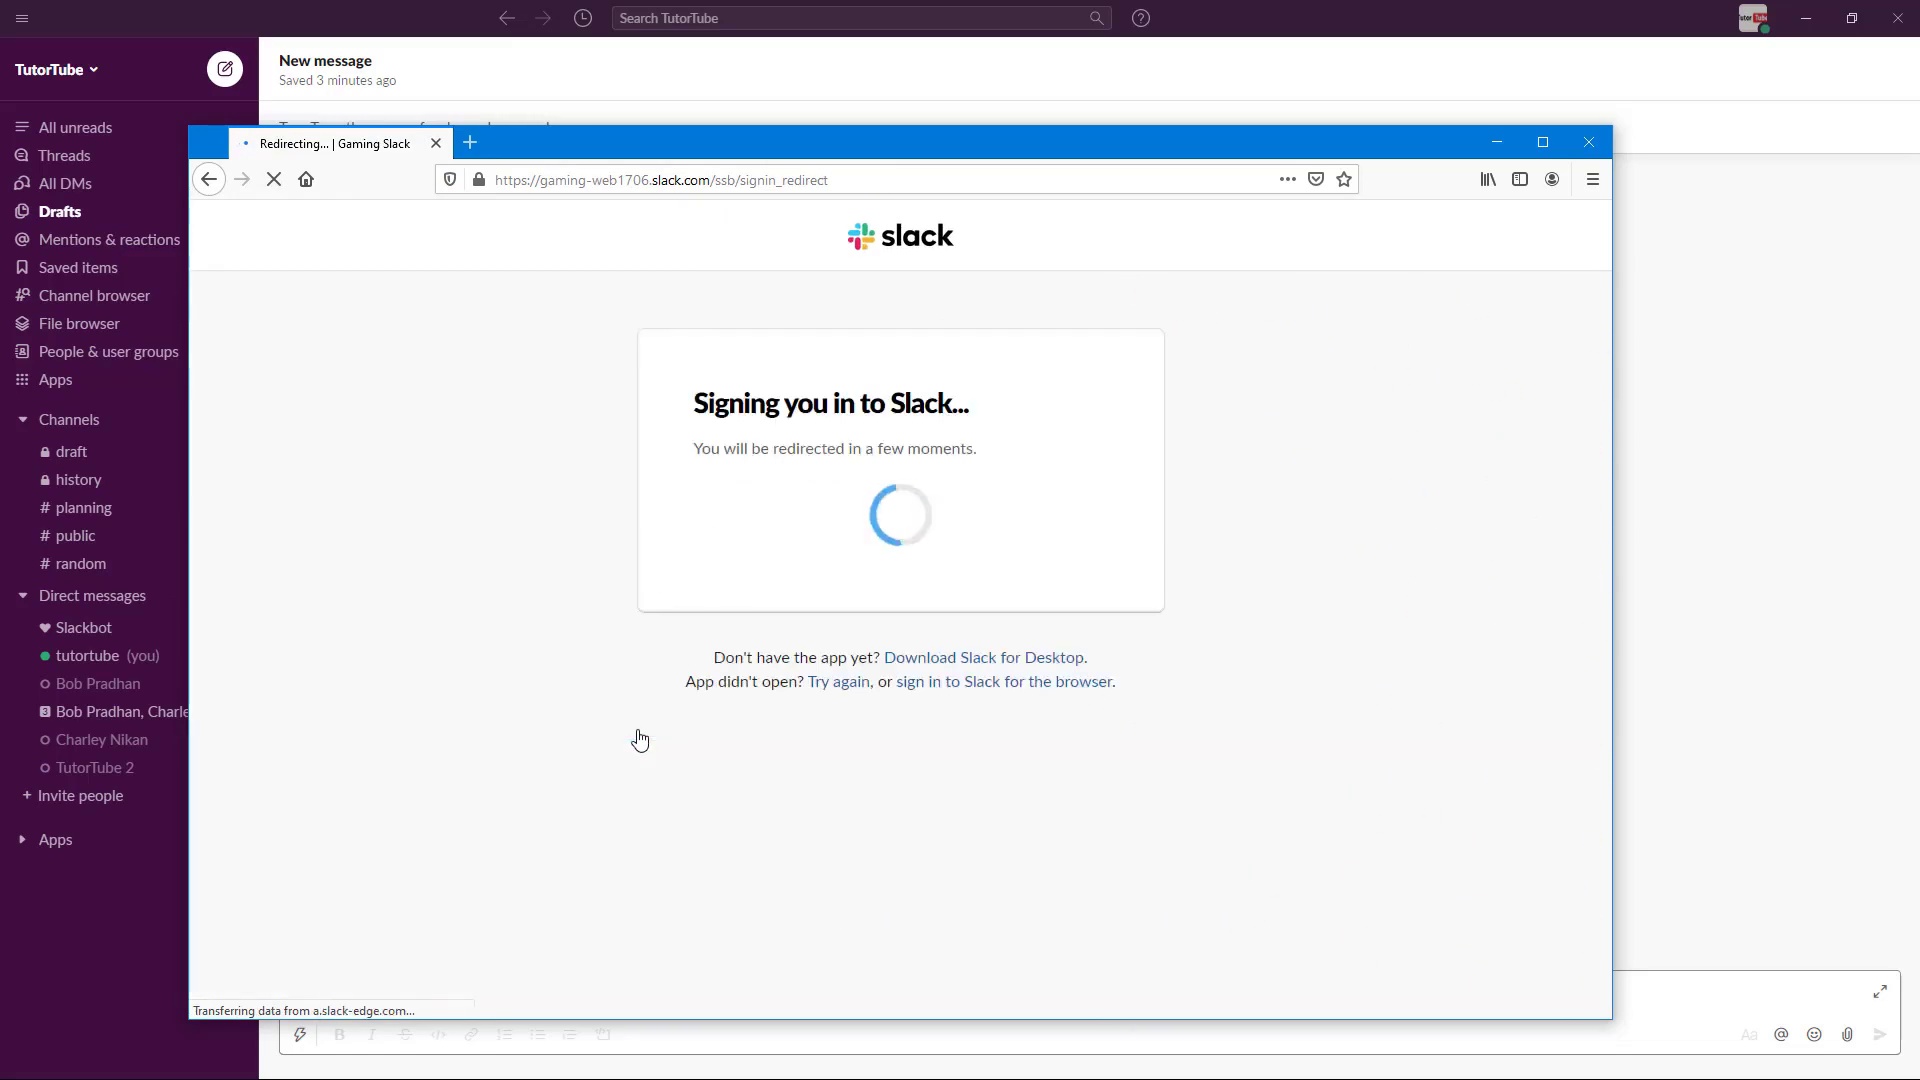 Search TutorTube
TutorTube
New message
Saved 3 minutes ago
All unreads
Threads
All DMs
Drafts
Mentions & reactions
Saved items
Channel browser
File browser
People & user groups
Apps
Channels
draft
history
# planning
# public
# random
Direct messages
Slackbot
tutortube (you)
Bob Pradhan
3 Bob Pradhan, Charle
Charley Nikan
TutorTube 2
+ Invite people
Apps
Redirecting... | Gaming Slack
https://gaming-web1706.slack.com/ssb/signin_redirect
slack
Signing you in to Slack...
You will be redirected in a few moments.
Don't have the app yet? Download Slack for Desktop.
App didn't open? Try again, or sign in to Slack for the browser.
Transferring data from a.slack-edge.com...
B I
Aa @